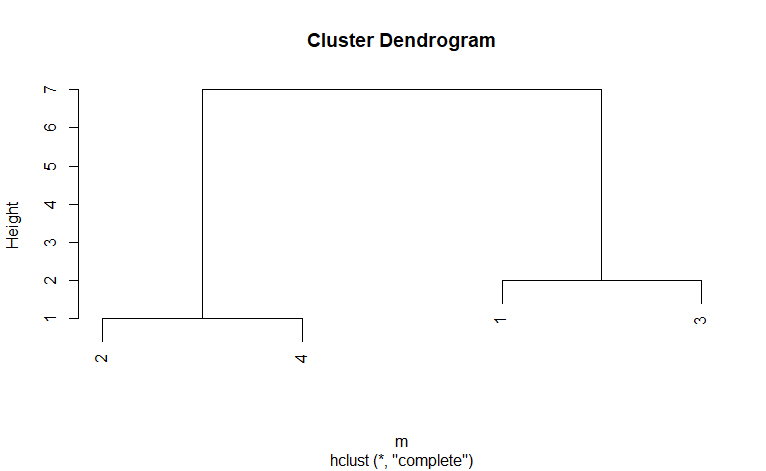 Cluster Dendrogram
Height
7
6
5
4
3
2
1
2
4
1
3
m
hclust (*, "complete")